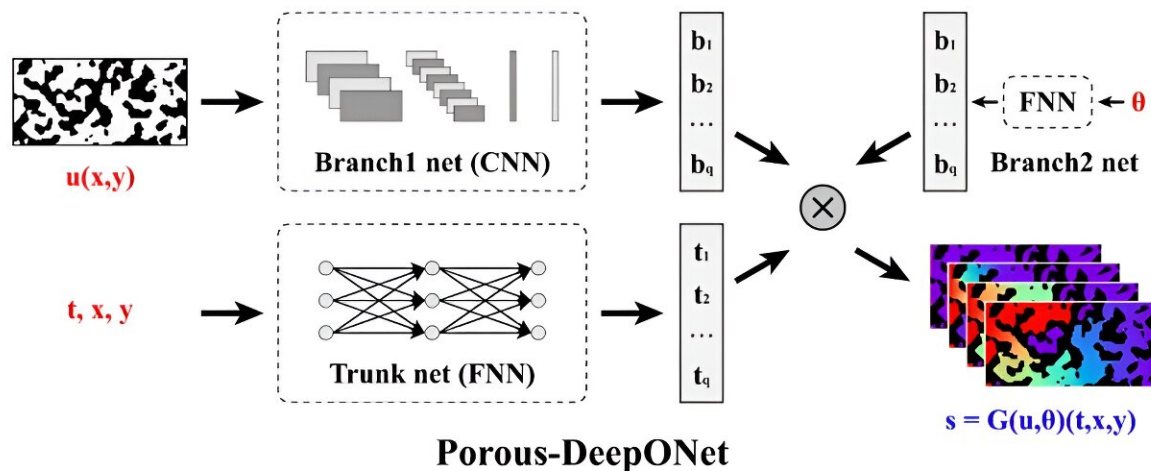 u(x,y)
Branch1 net (CNN)
b₁
b₂
...
b_q
b₁
b₂
...
b_q
FNN
θ
Branch2 net
t, x, y
Trunk net (FNN)
t₁
t₂
...
t_q
s = G(u,θ)(t,x,y)
Porous-DeepONet